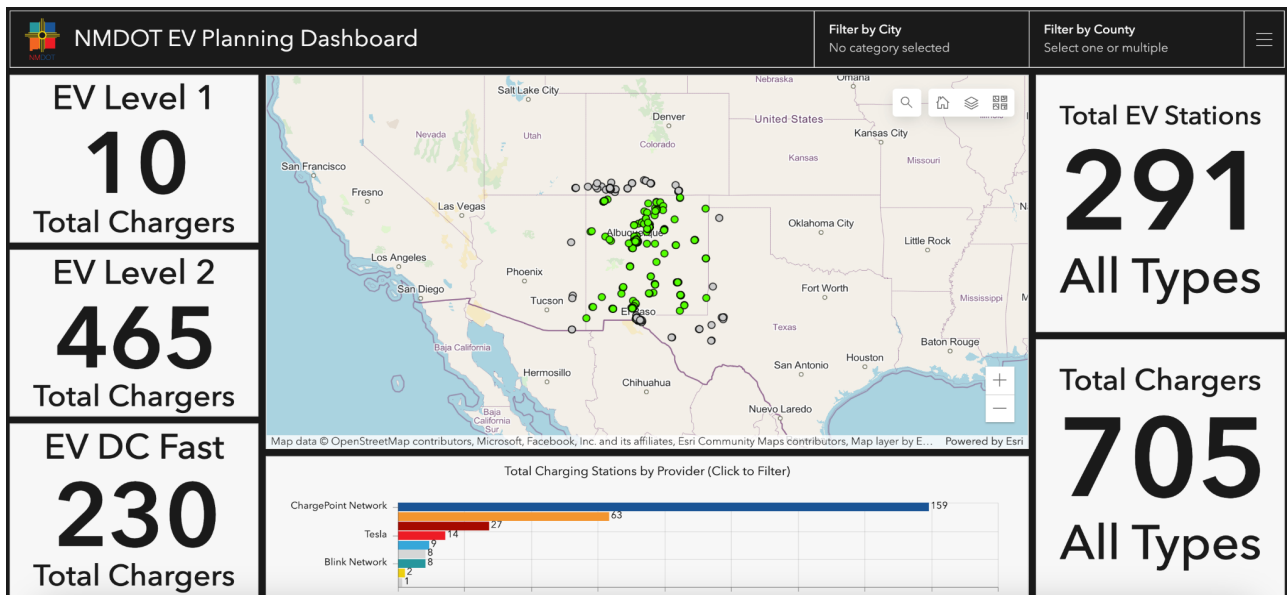 NMDOT EV Planning Dashboard
NMDOT
Filter by City
No category selected
Filter by County
Select one or multiple
EV Level 1
10
Total Chargers
EV Level 2
465
Total Chargers
EV DC Fast
230
Total Chargers
Nebraska
Omaha
Salt Lake City
Denver
United States
Kansas City
Nevada
Utah
Colorado
Kansas
Missouri
San Francisco
Fresno
Las Vegas
Oklahoma City
Albuquerque
Little Rock
Los Angeles
Phoenix
San Diego
Tucson
Fort Worth
Mississippi
El Paso
Texas
Baja California
Baton Rouge
Houston
San Antonio
Hermosillo
Chihuahua
Nuevo Laredo
Baja
California
Sur
Map data © OpenStreetMap contributors, Microsoft, Facebook, Inc. and its affiliates, Esri Community Maps contributors, Map layer by E... Powered by Esri
Total Charging Stations by Provider (Click to Filter)
ChargePoint Network 159
63
27
Tesla 14
9
8
Blink Network 8
2
1
Total EV Stations
291
All Types
Total Chargers
705
All Types